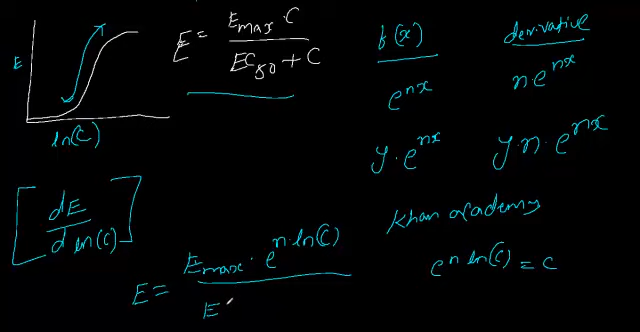 E
ln(C)
E = Emax · C / EC50 + C
f(x) derivative
e^nx n · e^nx
y · e^nx y · n · e^nx
[dE / d ln(C)]
Khan academy
e^n ln(C) = C
E = Emax · e^n·ln(C) / E